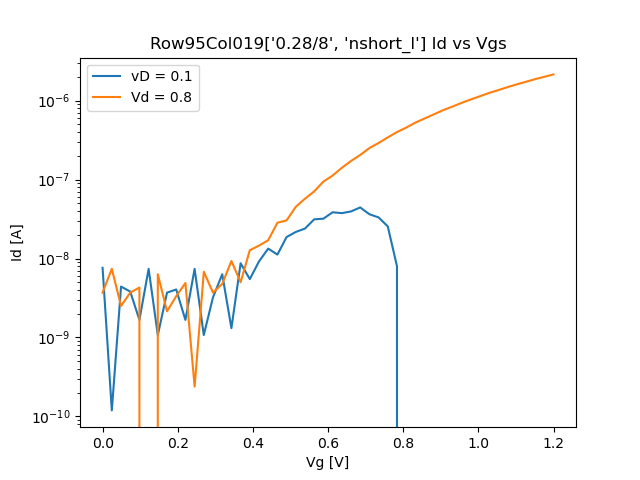 Row95Col019['0.28/8', 'nshort_l'] Id vs Vgs
vD = 0.1
Vd = 0.8
Id [A]
10⁻⁶
10⁻⁷
10⁻⁸
10⁻⁹
10⁻¹⁰
0.0 0.2 0.4 0.6 0.8 1.0 1.2
Vg [V]